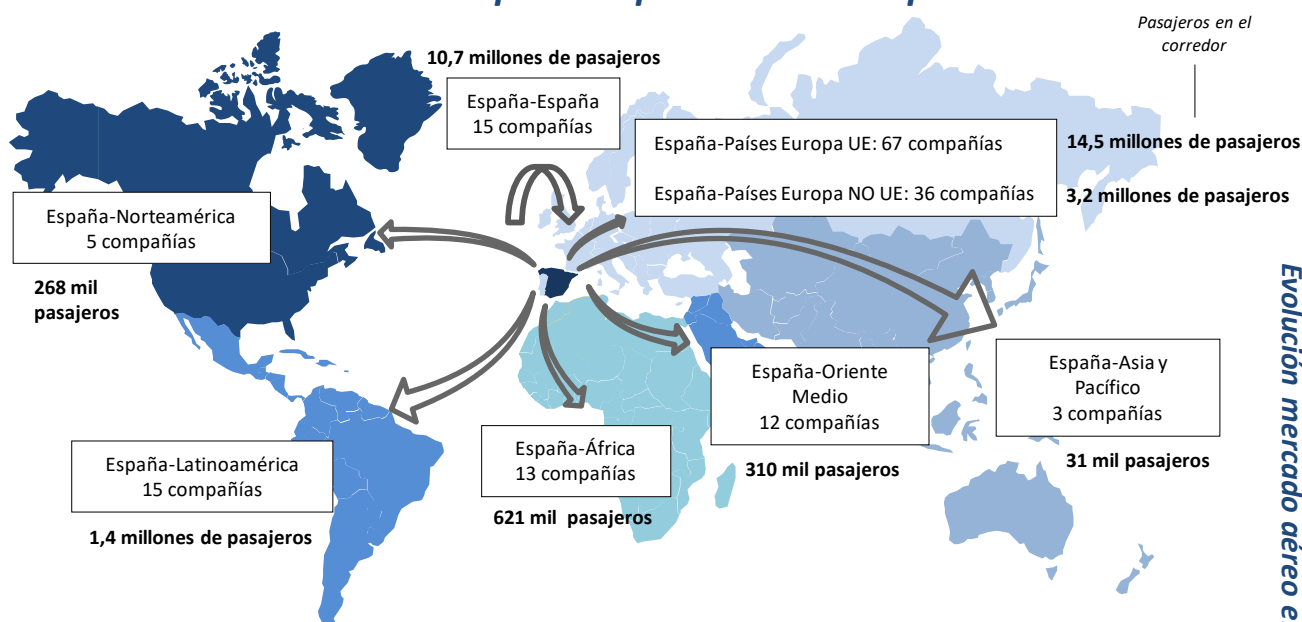 Pasajeros en el
corredor
10,7 millones de pasajeros
España-España
15 compañías
España-Países Europa UE: 67 compañías
14,5 millones de pasajeros
España-Países Europa NO UE: 36 compañías
3,2 millones de pasajeros
España-Norteamérica
5 compañías
268 mil
pasajeros
España-Oriente
Medio
12 compañías
310 mil pasajeros
España-Asia y
Pacífico
3 compañías
31 mil pasajeros
España-África
13 compañías
621 mil pasajeros
España-Latinoamérica
15 compañías
1,4 millones de pasajeros
Evolución mercado aéreo